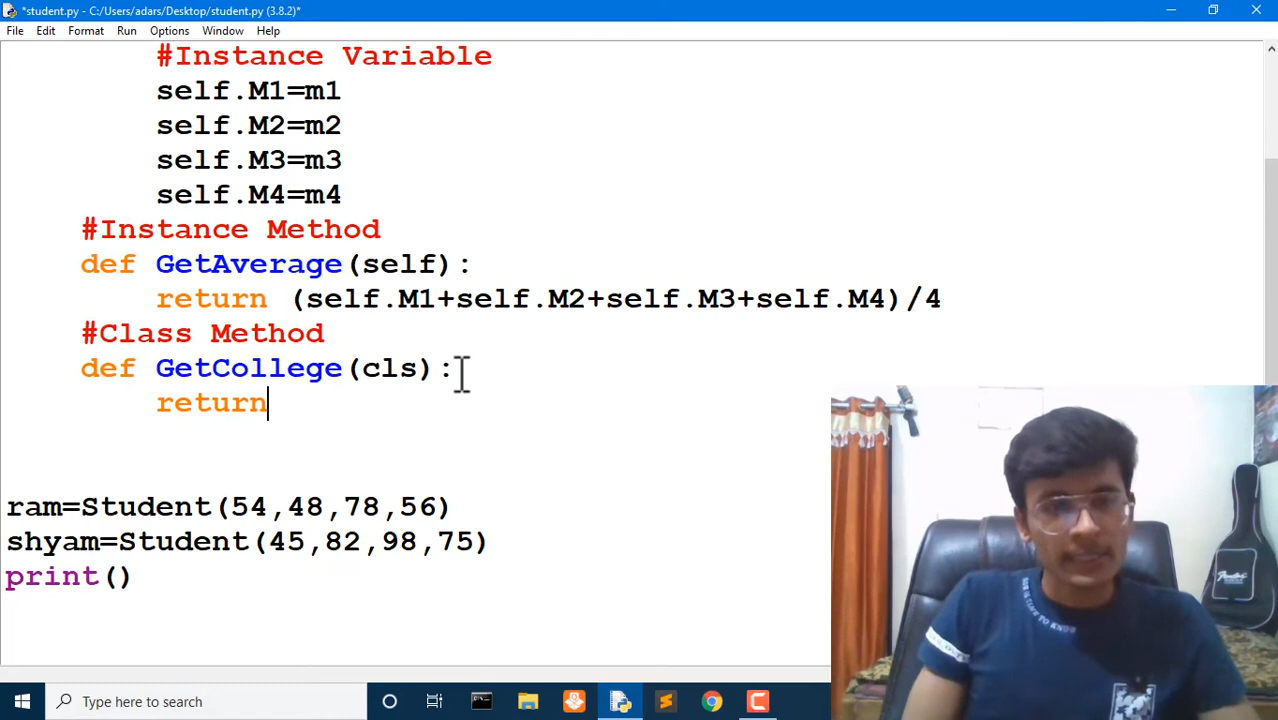 *student.py - C:/Users/adars/Desktop/student.py (3.8.2)*
File Edit Format Run Options Window Help
#Instance Variable
self.M1=m1
self.M2=m2
self.M3=m3
self.M4=m4
#Instance Method
def GetAverage(self):
return (self.M1+self.M2+self.M3+self.M4)/4
#Class Method
def GetCollege(cls):
return
ram=Student(54,48,78,56)
shyam=Student(45,82,98,75)
print()
Type here to search